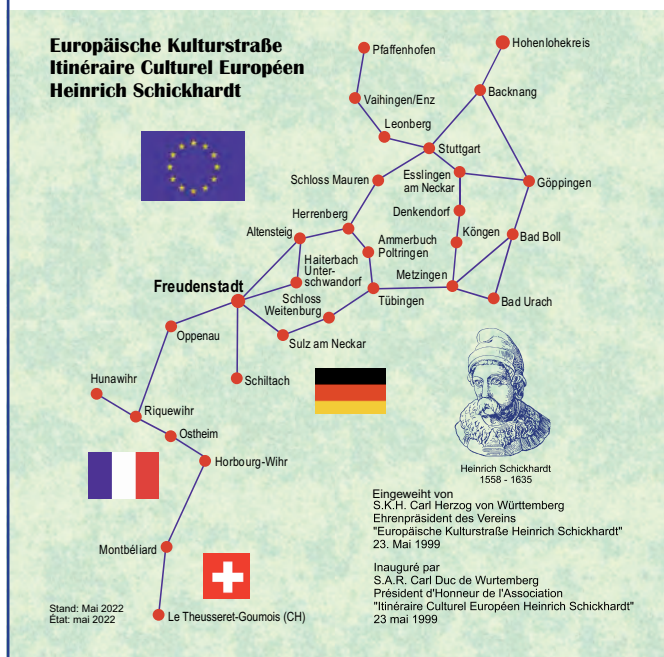 Europäische Kulturstraße
Itinéraire Culturel Européen
Heinrich Schickhardt
Pfaffenhofen
Hohenlohekreis
Vaihingen/Enz
Backnang
Leonberg
Stuttgart
Schloss Mauren
Esslingen
am Neckar
Göppingen
Herrenberg
Denkendorf
Altensteig
Ammerbuch
Poltringen
Köngen
Bad Boll
Haiterbach
Unter-
schwandorf
Metzingen
Freudenstadt
Schloss
Weitenburg
Tübingen
Bad Urach
Oppenau
Sulz am Neckar
Hunawihr
Schiltach
Riquewihr
Ostheim
Horbourg-Wihr
Heinrich Schickhardt
1558 - 1635
Eingeweiht von
S.K.H. Carl Herzog von Württemberg
Ehrenpräsident des Vereins
"Europäische Kulturstraße Heinrich Schickhardt"
23. Mai 1999
Montbéliard
Inauguré par
S.A.R. Carl Duc de Wurtemberg
Président d'Honneur de l'Association
"Itinéraire Culturel Européen Heinrich Schickhardt"
23 mai 1999
Stand: Mai 2022
État: mai 2022
Le Theusseret-Goumois (CH)